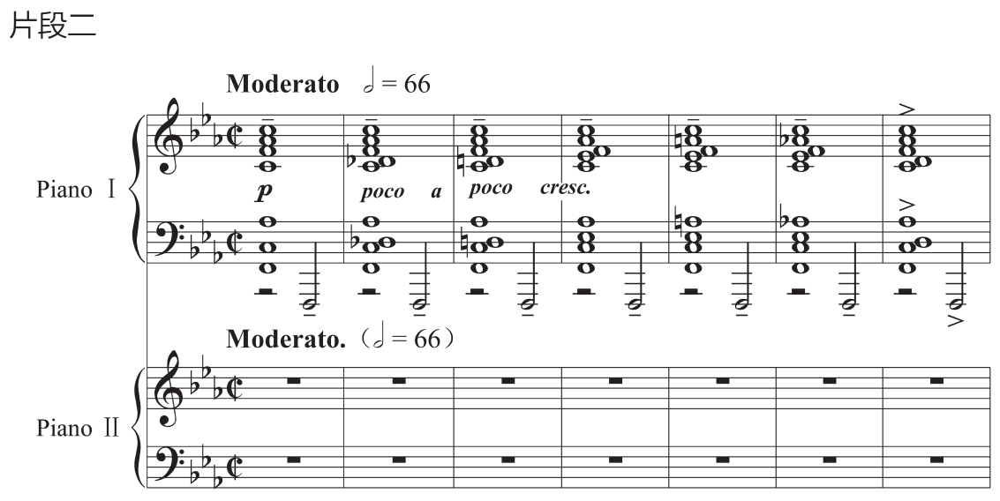 片段二
Moderato 𝅗𝅥 = 66
Piano Ⅰ
p poco a poco cresc.
Moderato. （𝅗𝅥 = 66）
Piano Ⅱ